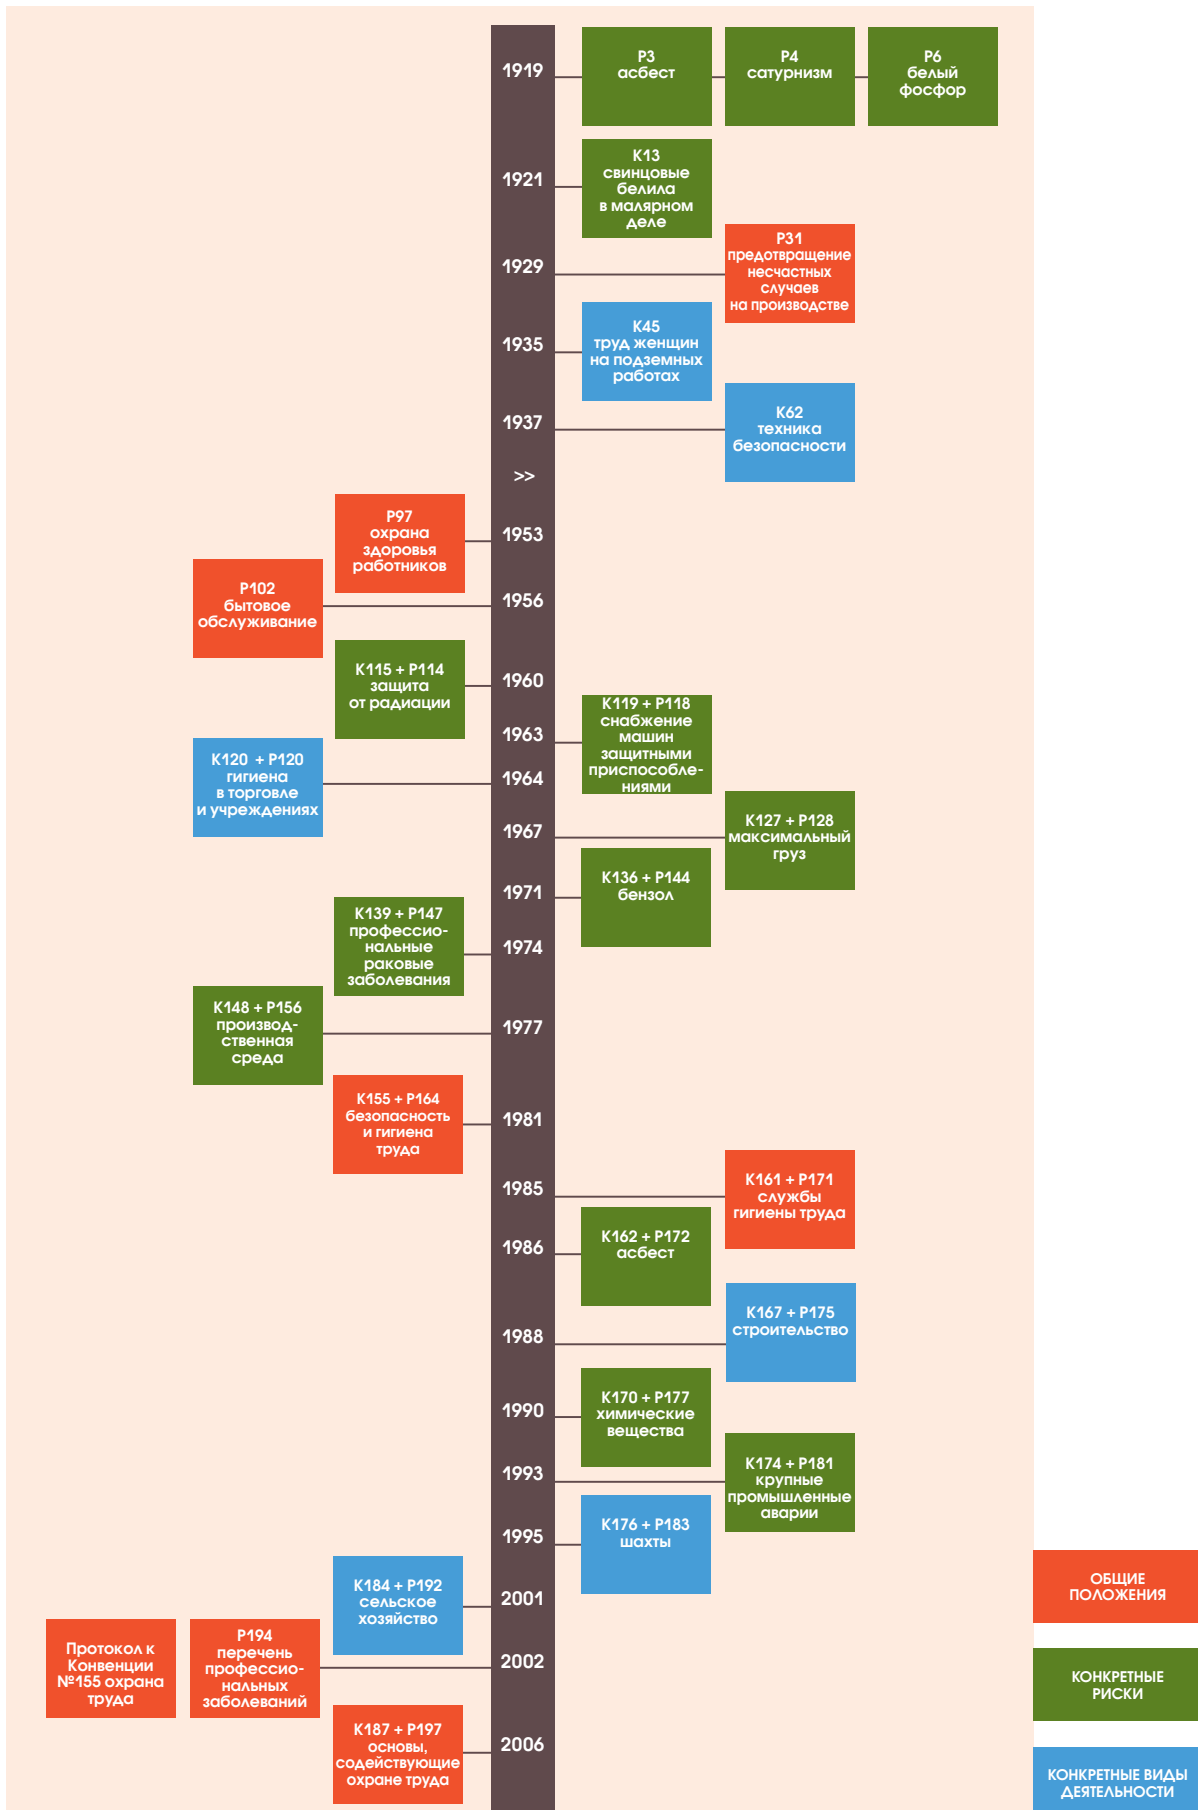 1919
Р3
асбест
Р4
сатурнизм
Р6
белый
фосфор
1921
К13
свинцовые
белила
в малярном
деле
1929
Р31
предотвращение
несчастных
случаев
на производстве
1935
К45
труд женщин
на подземных
работах
1937
К62
техника
безопасности
>>
Р97
охрана
здоровья
работников
1953
Р102
бытовое
обслуживание
1956
К115 + Р114
защита
от радиации
1960
1963
К119 + Р118
снабжение
машин
защитными
приспособле-
ниями
К120 + Р120
гигиена
в торговле
и учреждениях
1964
1967
К127 + Р128
максимальный
груз
1971
К136 + Р144
бензол
К139 + Р147
профессио-
нальные
раковые
заболевания
1974
К148 + Р156
производ-
ственная
среда
1977
К155 + Р164
безопасность
и гигиена
труда
1981
1985
К161 + Р171
службы
гигиены труда
1986
К162 + Р172
асбест
1988
К167 + Р175
строительство
1990
К170 + Р177
химические
вещества
1993
К174 + Р181
крупные
промышленные
аварии
1995
К176 + Р183
шахты
К184 + Р192
сельское
хозяйство
2001
Протокол к
Конвенции
№155 охрана
труда
Р194
перечень
профессио-
нальных
заболеваний
2002
К187 + Р197
основы,
содействующие
охране труда
2006
ОБЩИЕ
ПОЛОЖЕНИЯ
КОНКРЕТНЫЕ
РИСКИ
КОНКРЕТНЫЕ ВИДЫ
ДЕЯТЕЛЬНОСТИ